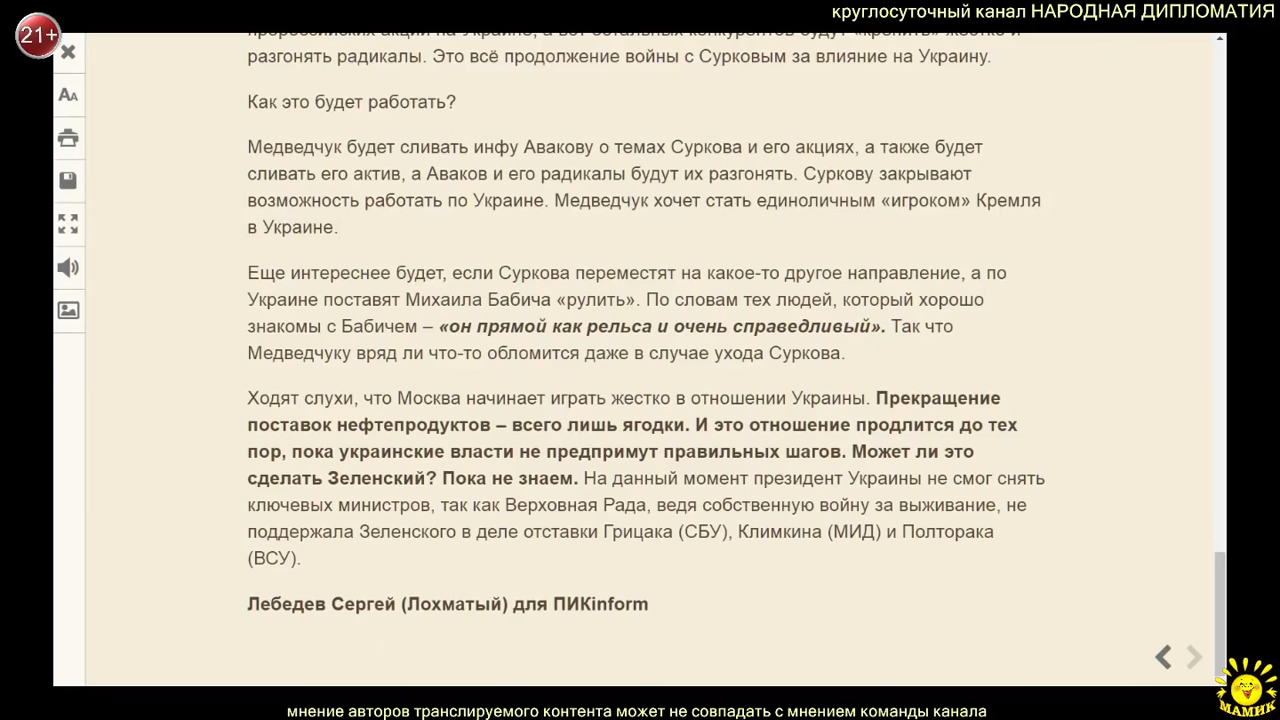 круглосуточный канал НАРОДНАЯ ДИПЛОМАТИЯ
21+
разгонять радикалы. Это всё продолжение войны с Сурковым за влияние на Украину.
Как это будет работать?
Медведчук будет сливать инфу Авакову о темах Суркова и его акциях, а также будет
сливать его актив, а Аваков и его радикалы будут их разгонять. Суркову закрывают
возможность работать по Украине. Медведчук хочет стать единоличным «игроком» Кремля
в Украине.
Еще интереснее будет, если Суркова переместят на какое-то другое направление, а по
Украине поставят Михаила Бабича «рулить». По словам тех людей, который хорошо
знакомы с Бабичем – «он прямой как рельса и очень справедливый». Так что
Медведчуку вряд ли что-то обломится даже в случае ухода Суркова.
Ходят слухи, что Москва начинает играть жестко в отношении Украины. Прекращение
поставок нефтепродуктов – всего лишь ягодки. И это отношение продлится до тех
пор, пока украинские власти не предпримут правильных шагов. Может ли это
сделать Зеленский? Пока не знаем. На данный момент президент Украины не смог снять
ключевых министров, так как Верховная Рада, ведя собственную войну за выживание, не
поддержала Зеленского в деле отставки Грицака (СБУ), Климкина (МИД) и Полторака
(ВСУ).
Лебедев Сергей (Лохматый) для ПИКinform
МАМИК
мнение авторов транслируемого контента может не совпадать с мнением команды канала